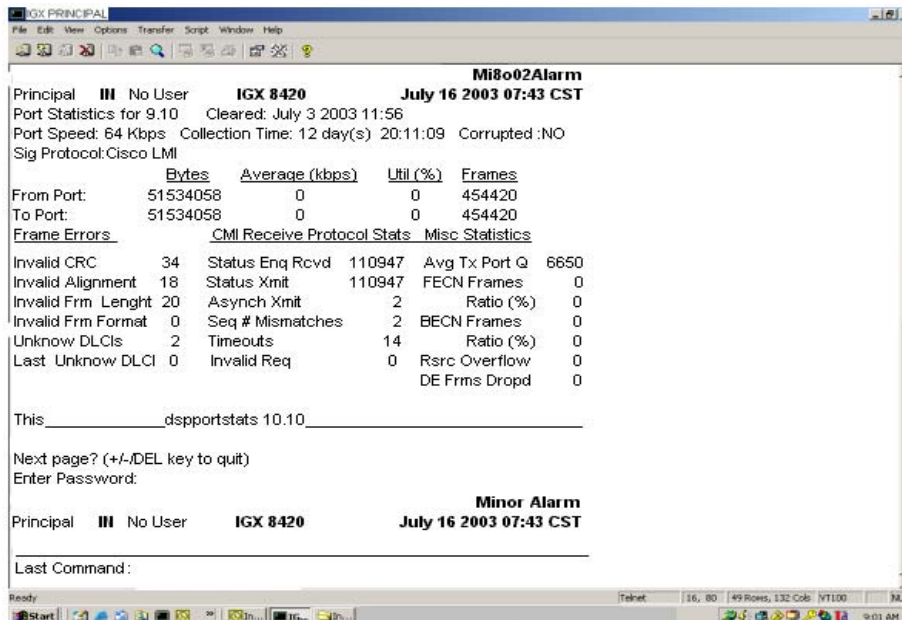 IGX PRINCIPAL
File Edit View Options Transfer Script Window Help
Mi8o02Alarm
Principal IN No User IGX 8420 July 16 2003 07:43 CST
Port Statistics for 9.10 Cleared: July 3 2003 11:56
Port Speed: 64 Kbps Collection Time: 12 day(s) 20:11:09 Corrupted :NO
Sig Protocol:Cisco LMI
Bytes Average (kbps) Util (%) Frames
From Port: 51534058 0 0 454420
To Port: 51534058 0 0 454420
Frame Errors CMI Receive Protocol Stats Misc Statistics
Invalid CRC 34 Status Enq Rcvd 110947 Avg Tx Port Q 6650
Invalid Alignment 18 Status Xmit 110947 FECN Frames 0
Invalid Frm Lenght 20 Asynch Xmit 2 Ratio (%) 0
Invalid Frm Format 0 Seq # Mismatches 2 BECN Frames 0
Unknow DLCIs 2 Timeouts 14 Ratio (%) 0
Last Unknow DLCI 0 Invalid Req 0 Rsrc Overflow 0
DE Frms Dropd 0
This______________dspportstats 10.10________________________________
Next page? (+/-/DEL key to quit)
Enter Password:
Minor Alarm
Principal IN No User IGX 8420 July 16 2003 07:43 CST
Last Command:
Ready Telnet 16, 80 49 Rows, 132 Cols VT100
Start In... IG... In... 9:01 AM